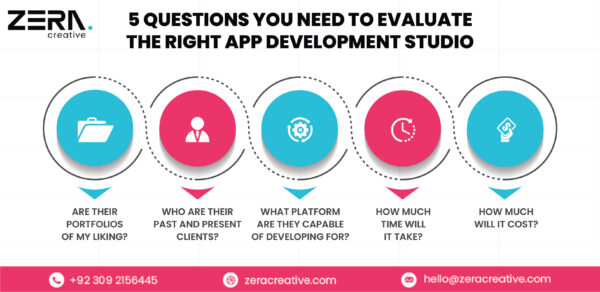 ZERA.
creative
5 QUESTIONS YOU NEED TO EVALUATE
THE RIGHT APP DEVELOPMENT STUDIO
ARE THEIR
PORTFOLIOS
OF MY LIKING?
WHO ARE THEIR
PAST AND PRESENT
CLIENTS?
WHAT PLATFORM
ARE THEY CAPABLE
OF DEVELOPING FOR?
HOW MUCH
TIME WILL
IT TAKE?
HOW MUCH
WILL IT COST?
+92 309 2156445
zeracreative.com
hello@zeracreative.com